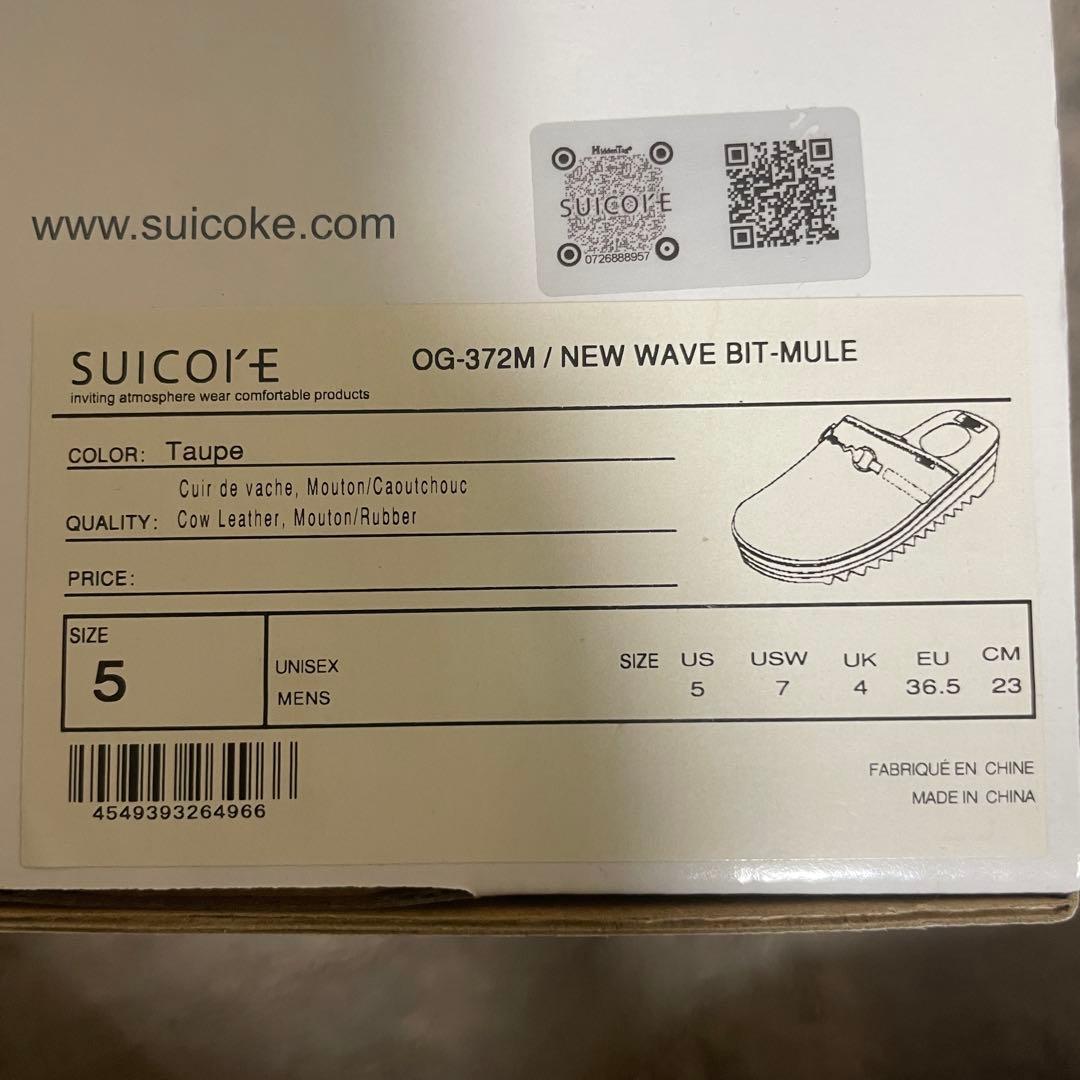 HiddenTag®
SUICOKE
0726888957
www.suicoke.com
SUICOKE
inviting atmosphere wear comfortable products
OG-372M / NEW WAVE BIT-MULE
COLOR: Taupe
Cuir de vache, Mouton/Caoutchouc
QUALITY: Cow Leather, Mouton/Rubber
PRICE:
SIZE
5
UNISEX
MENS
SIZE US USW UK EU CM
5 7 4 36.5 23
4549393264966
FABRIQUÉ EN CHINE
MADE IN CHINA